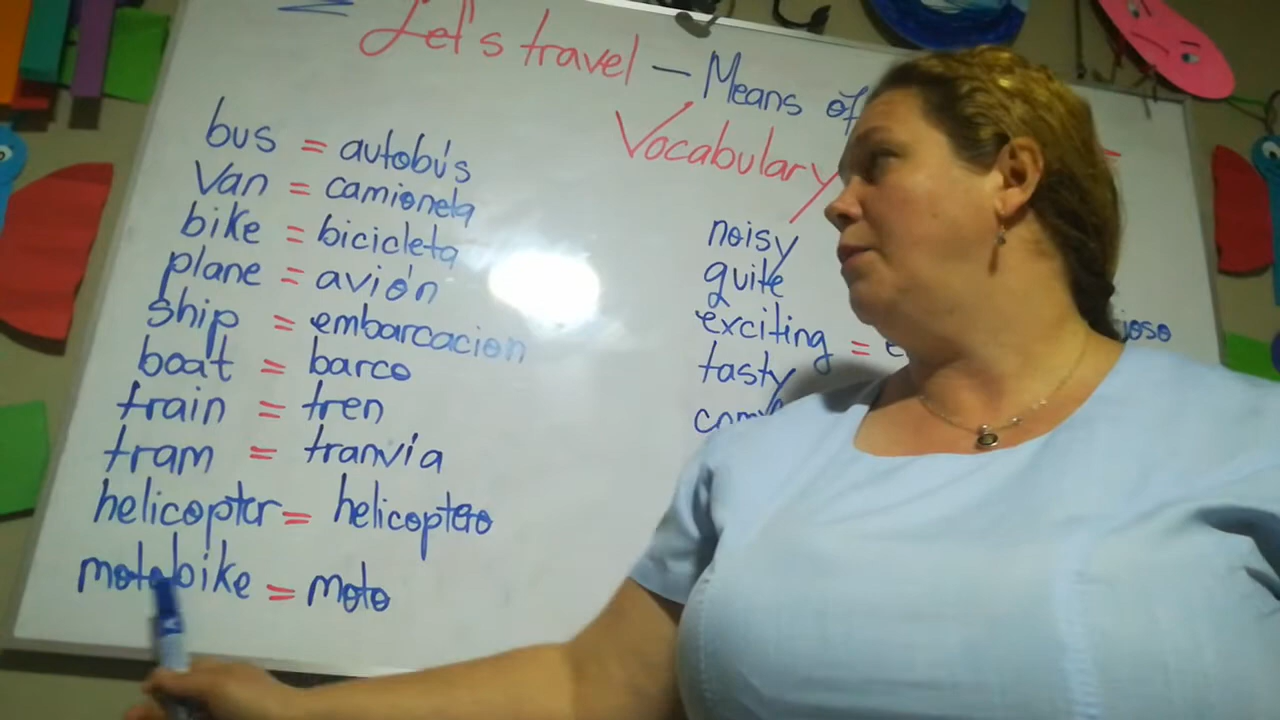 Let's travel - Means of
Vocabulary
bus = autobús
Van = camioneta
bike = bicicleta
plane = avión
ship = embarcacion
boat = barco
train = tren
tram = tranvía
helicopter = helicoptero
motobike = moto
noisy
quite
exciting =
tasty